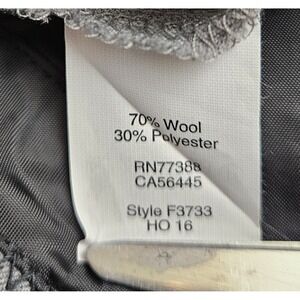 70% Wool
30% Polyester
RN77388
CA56445
Style F3733
HO 16